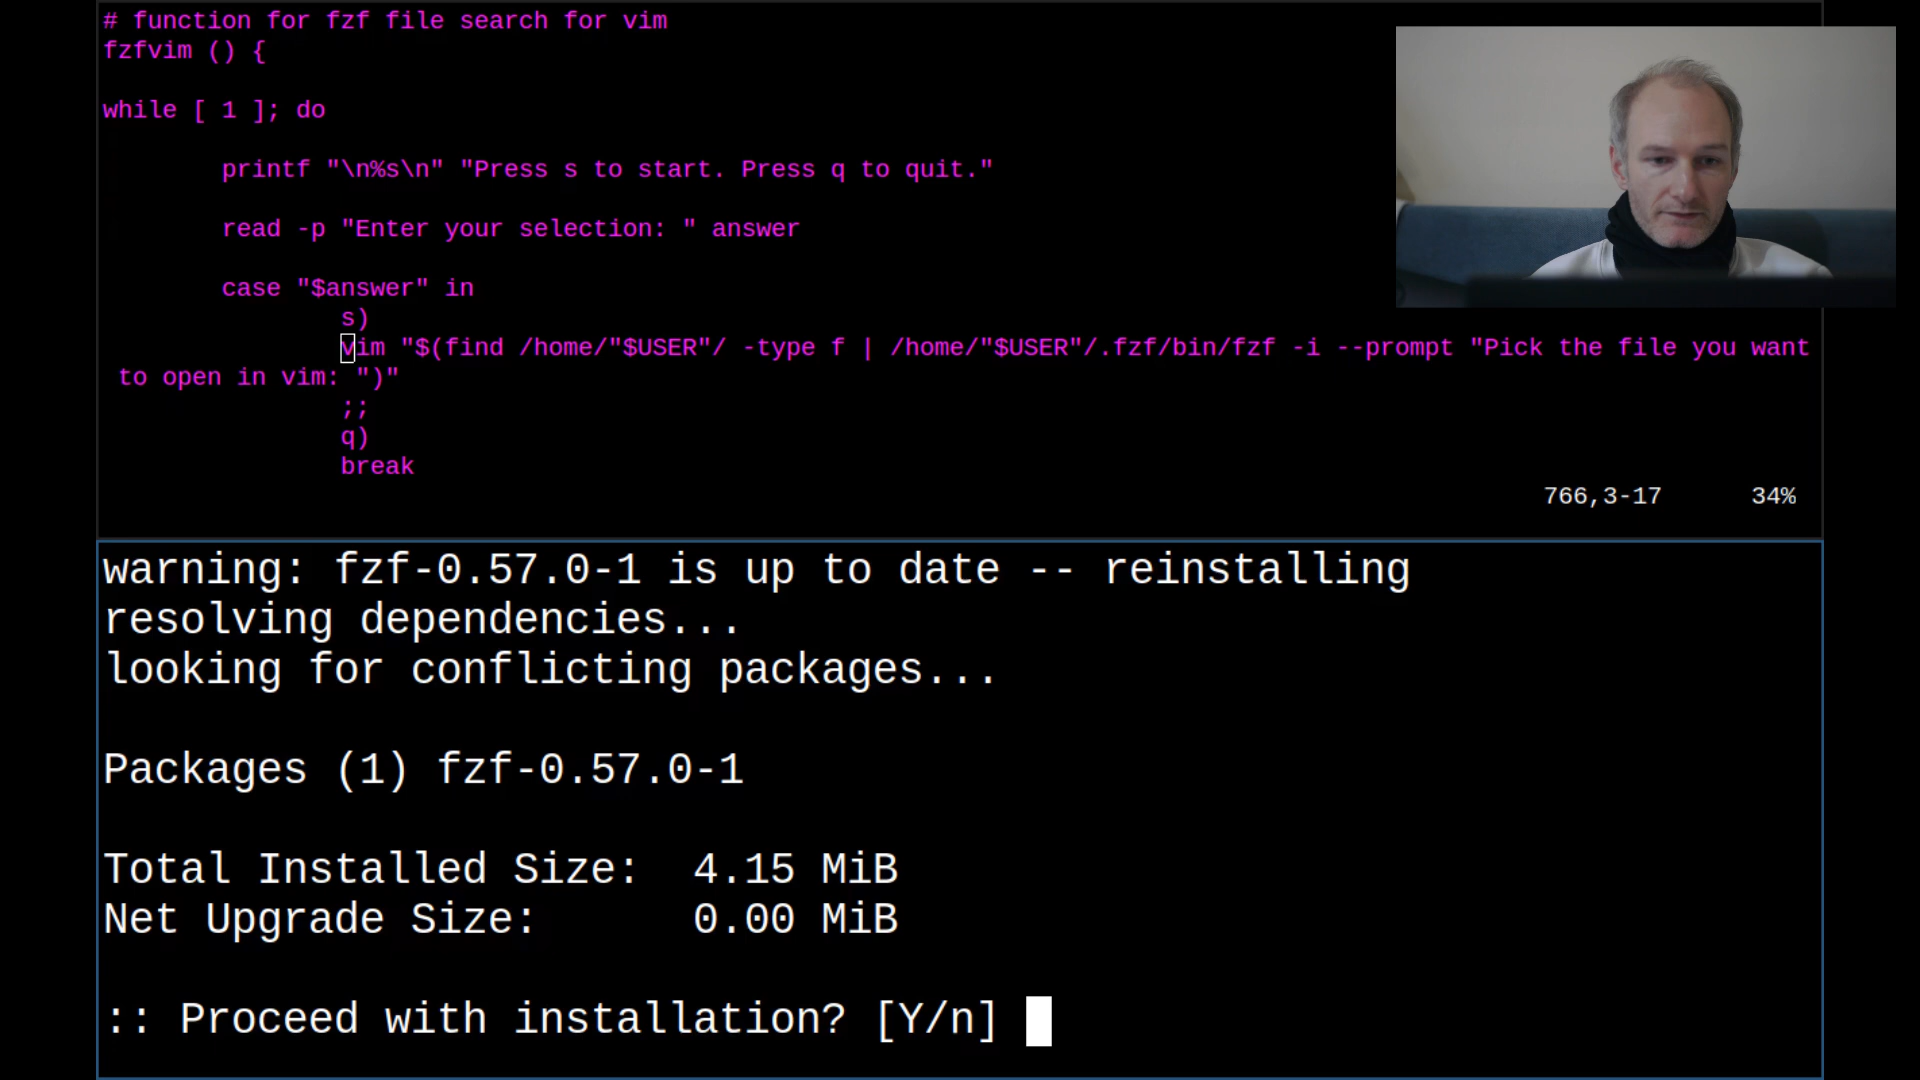 # function for fzf file search for vim
fzfvim () {
while [ 1 ]; do
printf "\n%s\n" "Press s to start. Press q to quit."
read -p "Enter your selection: " answer
case "$answer" in
s)
vim "$(find /home/"$USER"/ -type f | /home/"$USER"/.fzf/bin/fzf -i --prompt "Pick the file you want
to open in vim: ")"
;;
q)
break
766,3-17 34%
warning: fzf-0.57.0-1 is up to date -- reinstalling
resolving dependencies...
looking for conflicting packages...
Packages (1) fzf-0.57.0-1
Total Installed Size: 4.15 MiB
Net Upgrade Size: 0.00 MiB
:: Proceed with installation? [Y/n]